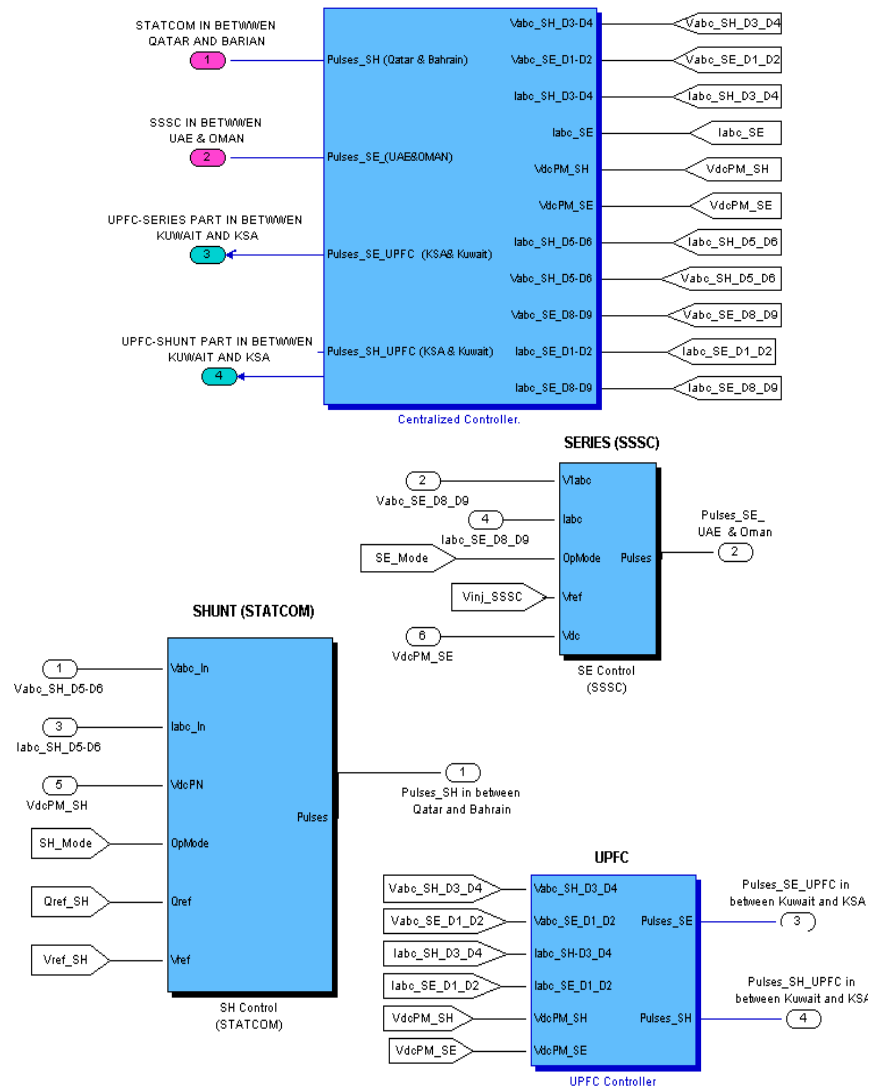 STATCOM IN BETWWEN
QATAR AND BARIAN
1
SSSC IN BETWWEN
UAE & OMAN
2
UPFC-SERIES PART IN BETWWEN
KUWAIT AND KSA
3
UPFC-SHUNT PART IN BETWWEN
KUWAIT AND KSA
4
Pulses_SH (Qatar & Bahrain)
Pulses_SE_(UAE&OMAN)
Pulses_SE_UPFC (KSA& Kuwait)
Pulses_SH_UPFC (KSA & Kuwait)
Vabc_SH_D3-D4
Vabc_SE_D1-D2
Iabc_SH_D3-D4
Iabc_SE
VdcPM_SH
VdcPM_SE
Iabc_SH_D5-D6
Vabc_SH_D5-D6
Vabc_SE_D8-D9
Iabc_SE_D1-D2
Iabc_SE_D8-D9
Vabc_SH_D3_D4
Vabc_SE_D1_D2
Iabc_SH_D3_D4
Iabc_SE
VdcPM_SH
VdcPM_SE
Iabc_SH_D5_D6
Vabc_SH_D5_D6
Vabc_SE_D8_D9
Iabc_SE_D1_D2
Iabc_SE_D8_D9
Centralized Controller.
SERIES (SSSC)
2
Vabc_SE_D8_D9
4
Iabc_SE_D8_D9
SE_Mode
Vinj_SSSC
6
VdcPM_SE
V1abc
Iabc
OpMode
Vref
Vdc
Pulses
Pulses_SE_
UAE & Oman
2
SE Control
(SSSC)
SHUNT (STATCOM)
1
Vabc_SH_D5-D6
3
Iabc_SH_D5-D6
5
VdcPM_SH
SH_Mode
Qref_SH
Vref_SH
Vabc_In
Iabc_In
VdcPN
OpMode
Qref
Vref
Pulses
1
Pulses_SH in between
Qatar and Bahrain
SH Control
(STATCOM)
UPFC
Vabc_SH_D3_D4
Vabc_SE_D1_D2
Iabc_SH_D3_D4
Iabc_SE_D1_D2
VdcPM_SH
VdcPM_SE
Vabc_SH_D3_D4
Vabc_SE_D1_D2
Iabc_SH-D3_D4
Iabc_SE_D1_D2
VdcPM_SH
VdcPM_SE
Pulses_SE
Pulses_SH
Pulses_SE_UPFC in
between Kuwait and KSA
3
Pulses_SH_UPFC in
between Kuwait and KSA
4
UPFC Controller